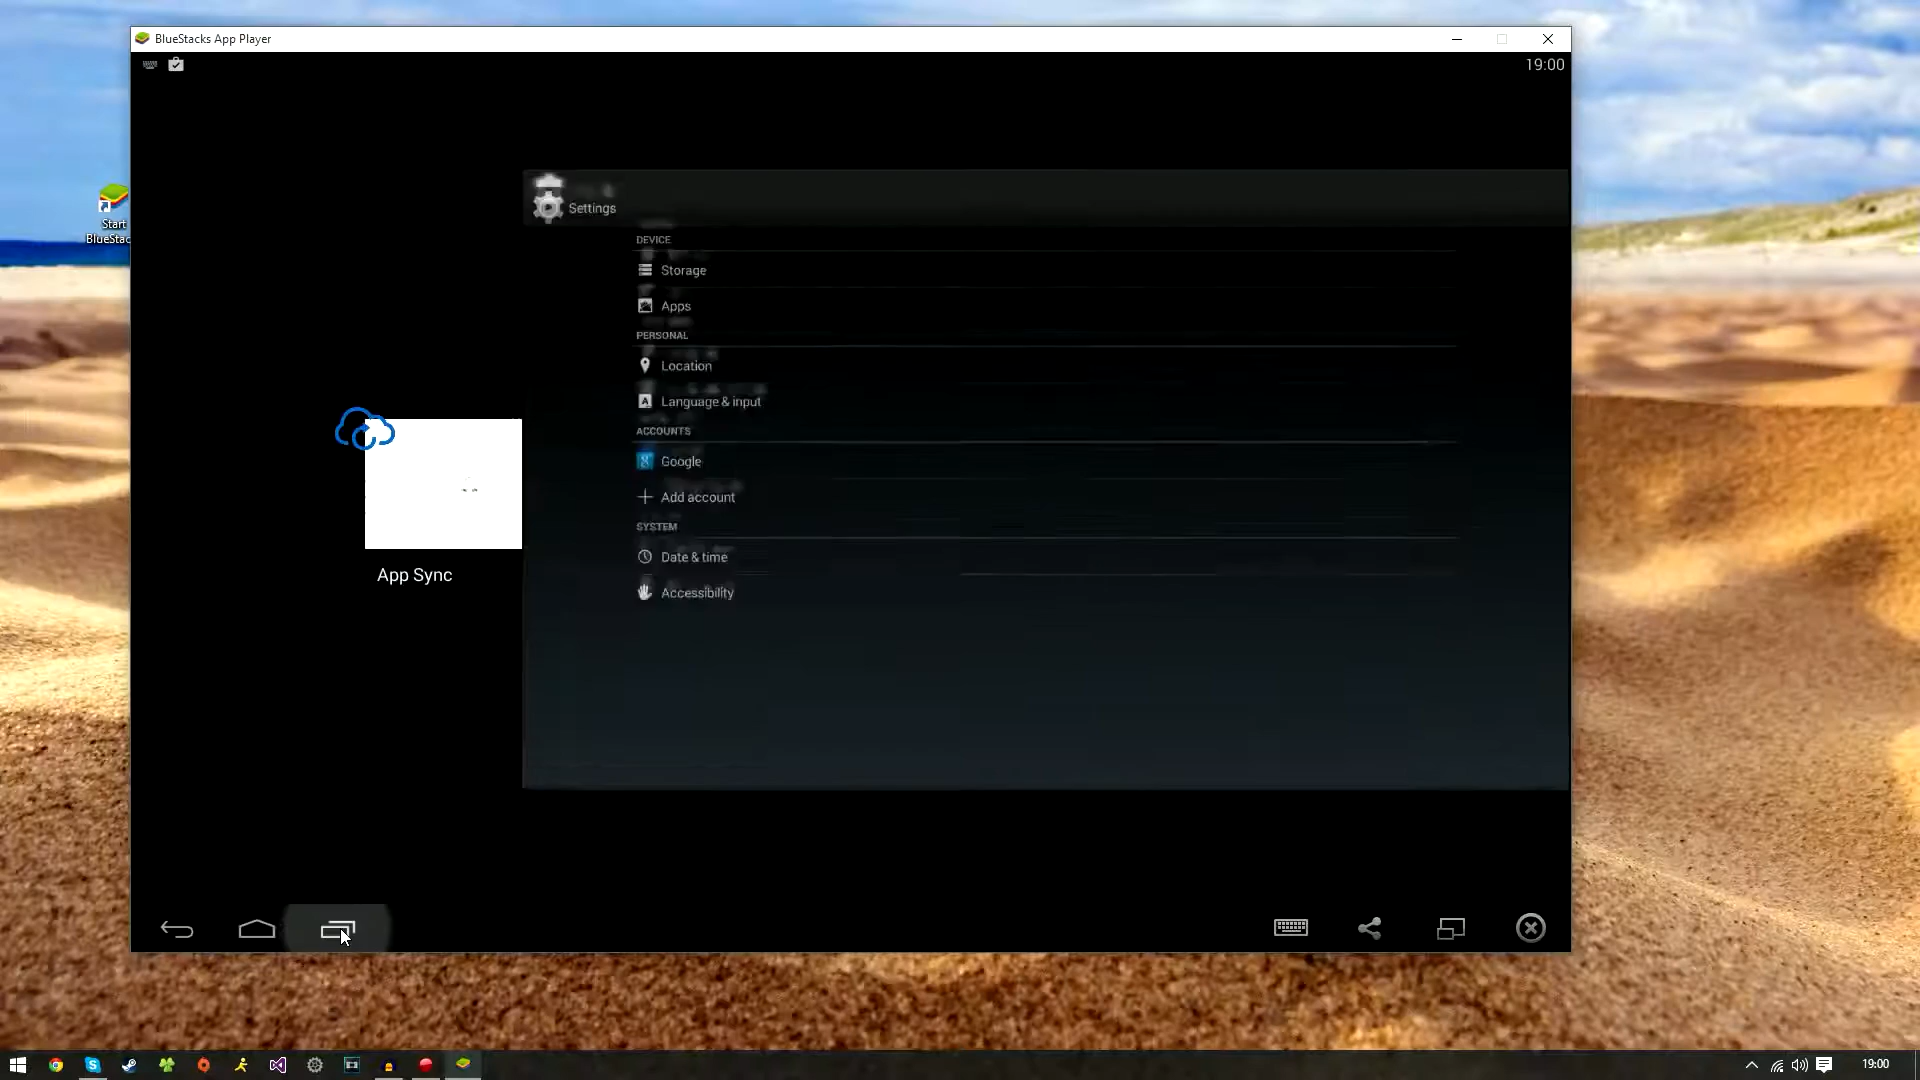 BlueStacks App Player
19:00
Start
BlueStac
Settings
DEVICE
Storage
Apps
PERSONAL
Location
Language & input
ACCOUNTS
Google
Add account
SYSTEM
Date & time
Accessibility
App Sync
19:00